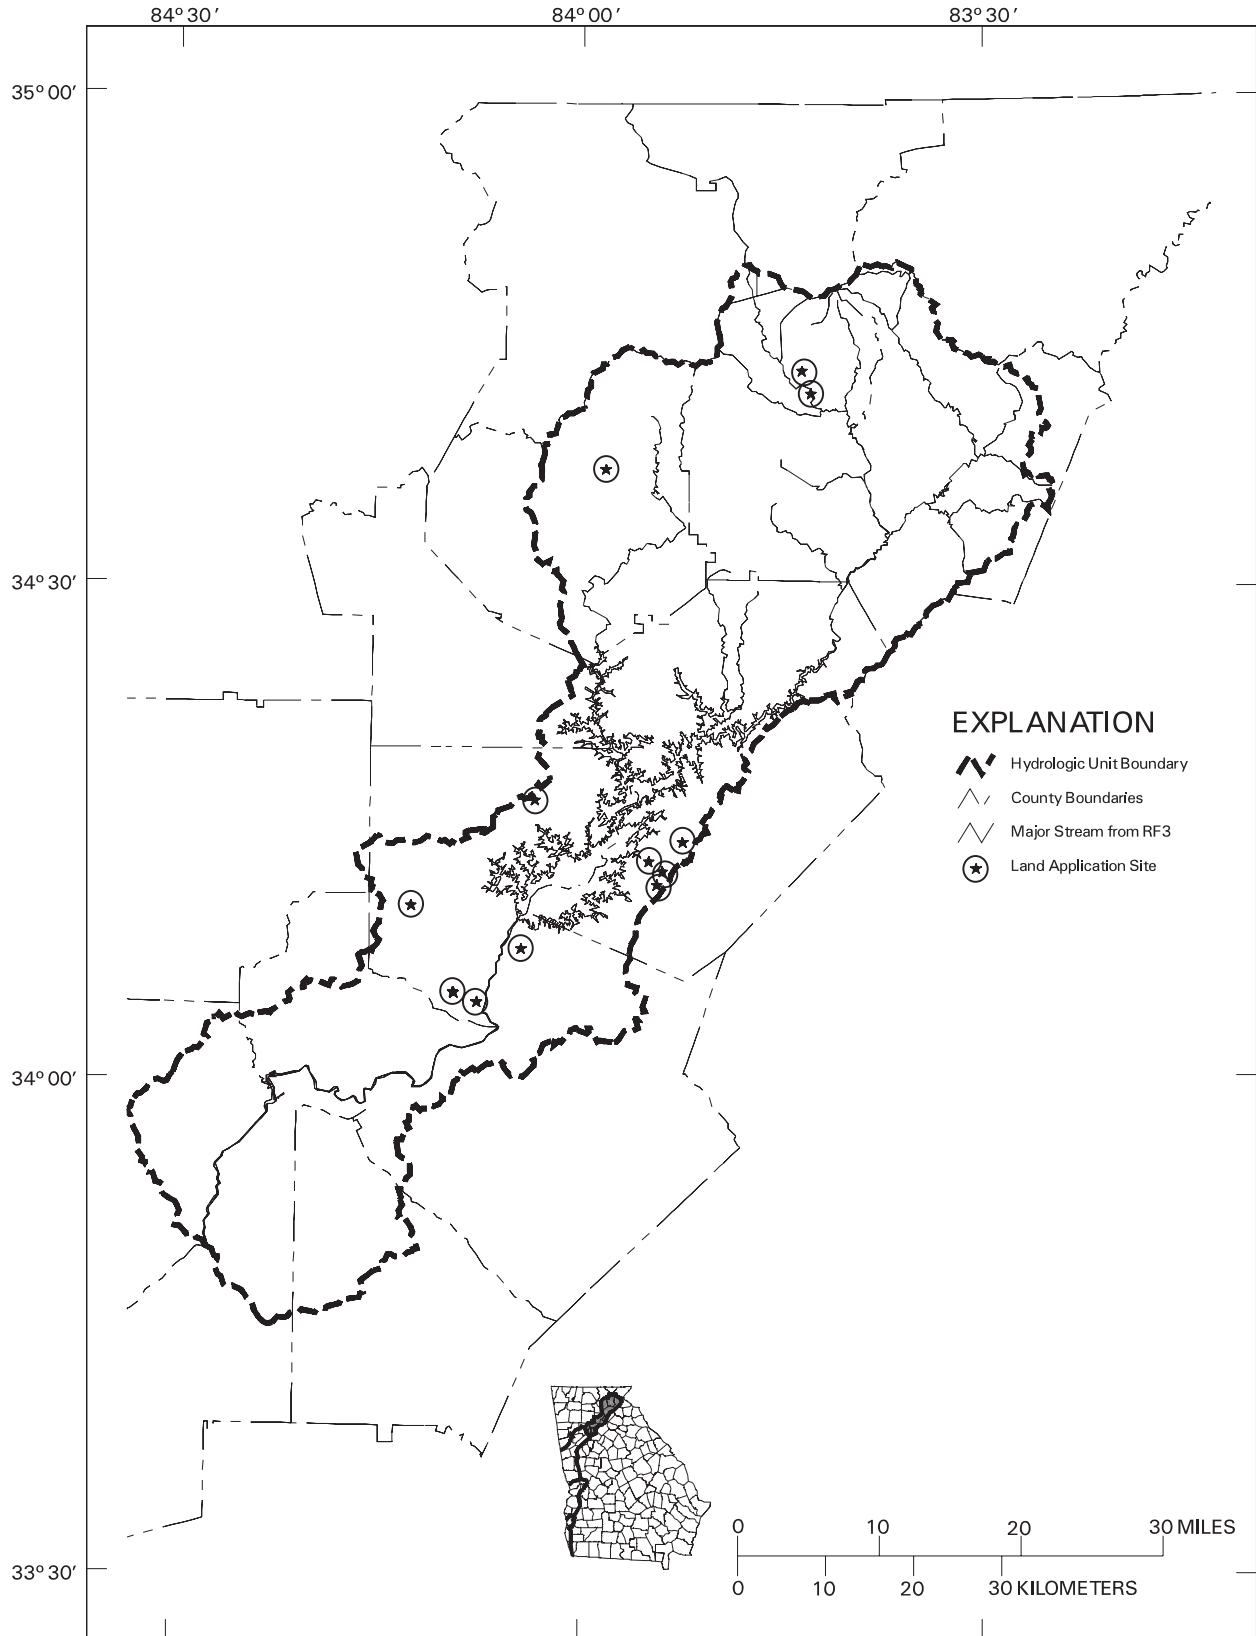 84° 30′ 84° 00′ 83° 30′
35° 00′
34° 30′
EXPLANATION
Hydrologic Unit Boundary
County Boundaries
Major Stream from RF3
Land Application Site
34° 00′
0 10 20 30 MILES
33° 30′
0 10 20 30 KILOMETERS